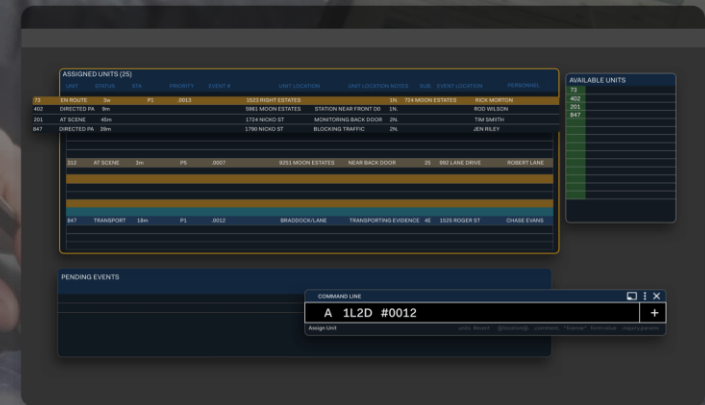 ASSIGNED UNITS (25)
UNIT STATUS ETA PRIORITY EVENT # UNIT LOCATION UNIT LOCATION NOTES SUB. EVENT LOCATION PERSONNEL
73 EN ROUTE 3w P1 .0013 1523 RIGHT ESTATES 1N. 724 MOON ESTATES RICK MORTON
402 DIRECTED PA 9m 5961 MOON ESTATES STATION NEAR FRONT DO 1N. ROD WILSON
201 AT SCENE 45m 1724 NICKO ST MONITORING BACK DOOR 2N. TIM SMITH
847 DIRECTED PA 39m 1790 NICKO ST BLOCKING TRAFFIC 2N. JEN RILEY
312 AT SCENE 3m P5 .0007 9251 MOON ESTATES NEAR BACK DOOR 25 982 LANE DRIVE ROBERT LANE
847 TRANSPORT 18m P1 .0012 BRADDOCK/LANE TRANSPORTING EVIDENCE 4E 1525 ROGER ST CHASE EVANS
AVAILABLE UNITS
73
402
201
847
PENDING EVENTS
COMMAND LINE
A 1L2D #0012
Assign Unit